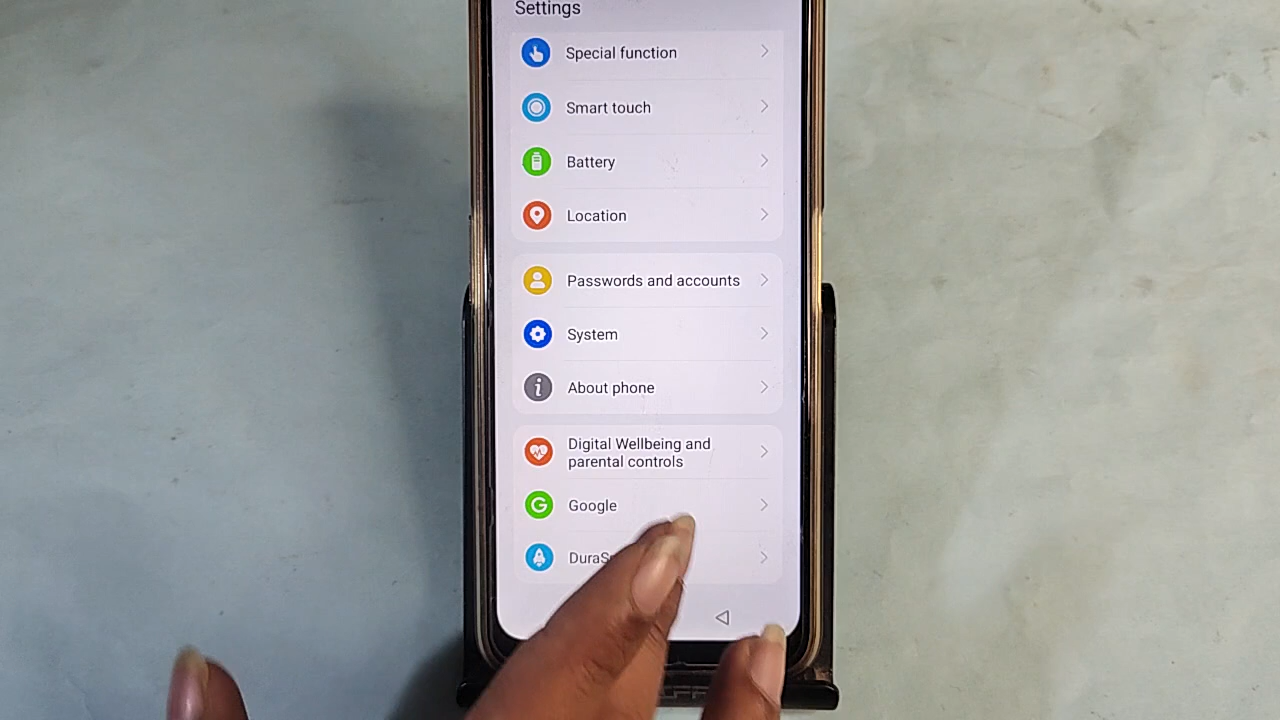 Settings
Special function
Smart touch
Battery
Location
Passwords and accounts
System
About phone
Digital Wellbeing and
parental controls
Google